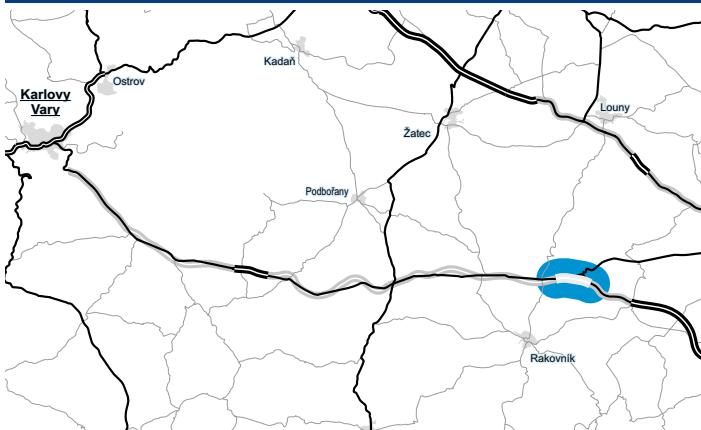 Kadaň
Ostrov
Karlovy
Vary
Louny
Žatec
Podbořany
Rakovník